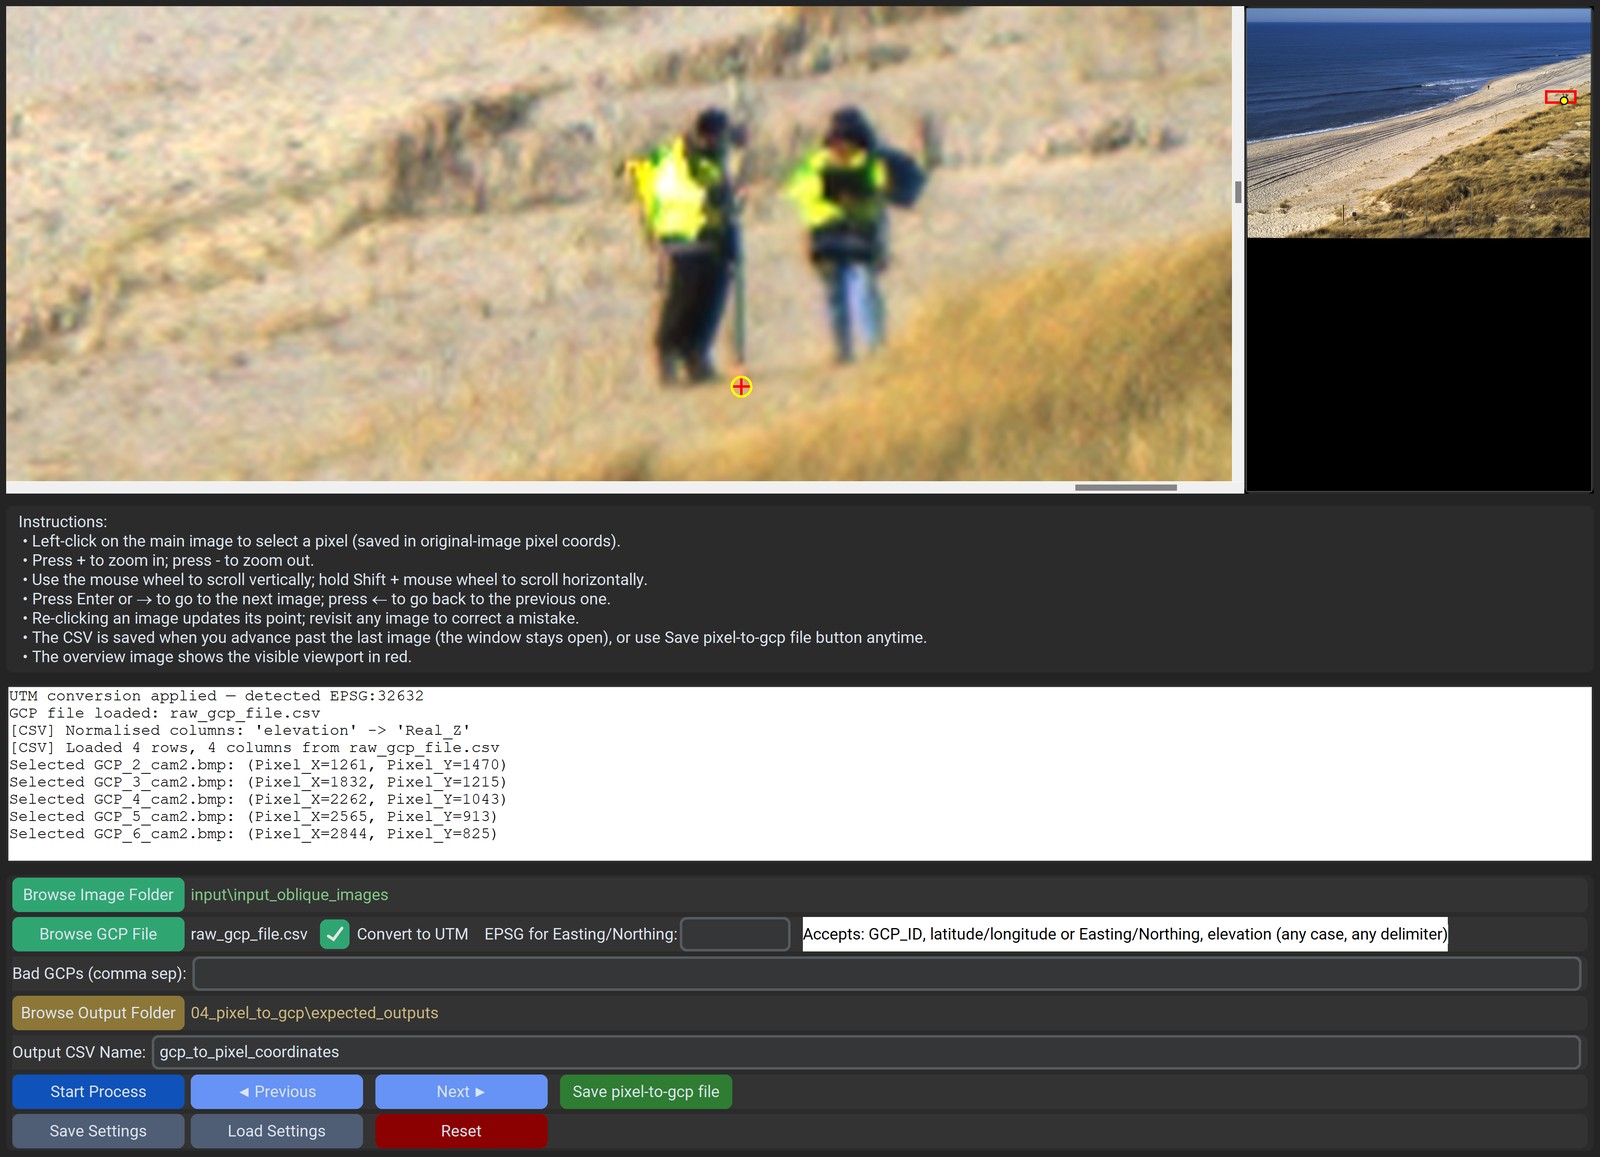 Instructions:
• Left-click on the main image to select a pixel (saved in original-image pixel coords).
• Press + to zoom in; press - to zoom out.
• Use the mouse wheel to scroll vertically; hold Shift + mouse wheel to scroll horizontally.
• Press Enter or → to go to the next image; press ← to go back to the previous one.
• Re-clicking an image updates its point; revisit any image to correct a mistake.
• The CSV is saved when you advance past the last image (the window stays open), or use Save pixel-to-gcp file button anytime.
• The overview image shows the visible viewport in red.
UTM conversion applied — detected EPSG:32632
GCP file loaded: raw_gcp_file.csv
[CSV] Normalised columns: 'elevation' -> 'Real_Z'
[CSV] Loaded 4 rows, 4 columns from raw_gcp_file.csv
Selected GCP_2_cam2.bmp: (Pixel_X=1261, Pixel_Y=1470)
Selected GCP_3_cam2.bmp: (Pixel_X=1832, Pixel_Y=1215)
Selected GCP_4_cam2.bmp: (Pixel_X=2262, Pixel_Y=1043)
Selected GCP_5_cam2.bmp: (Pixel_X=2565, Pixel_Y=913)
Selected GCP_6_cam2.bmp: (Pixel_X=2844, Pixel_Y=825)
Browse Image Folder input\input_oblique_images
Browse GCP File raw_gcp_file.csv Convert to UTM EPSG for Easting/Northing: Accepts: GCP_ID, latitude/longitude or Easting/Northing, elevation (any case, any delimiter)
Bad GCPs (comma sep):
Browse Output Folder 04_pixel_to_gcp\expected_outputs
Output CSV Name: gcp_to_pixel_coordinates
Start Process ◄ Previous Next ► Save pixel-to-gcp file
Save Settings Load Settings Reset